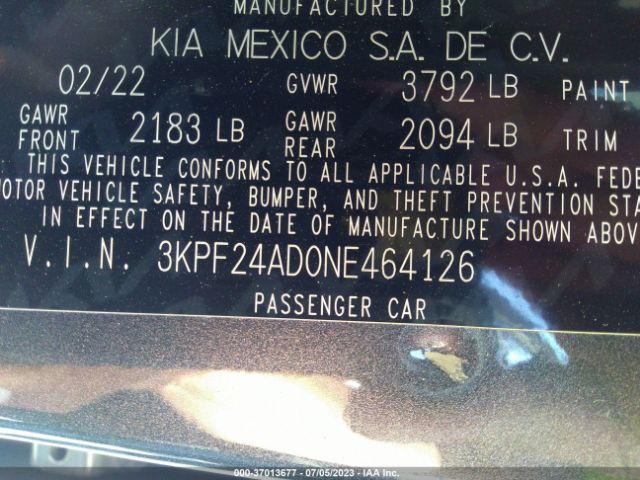 MANUFACTURED BY
KIA MEXICO S.A. DE C.V.
02/22 GVWR 3792 LB PAINT
GAWR FRONT 2183 LB GAWR REAR 2094 LB TRIM
THIS VEHICLE CONFORMS TO ALL APPLICABLE U.S.A. FEDE
MOTOR VEHICLE SAFETY, BUMPER, AND THEFT PREVENTION STA
IN EFFECT ON THE DATE OF MANUFACTURE SHOWN ABOV
V.I.N. 3KPF24AD0NE464126
PASSENGER CAR
000-37013677 - 07/05/2023 - IAA Inc.